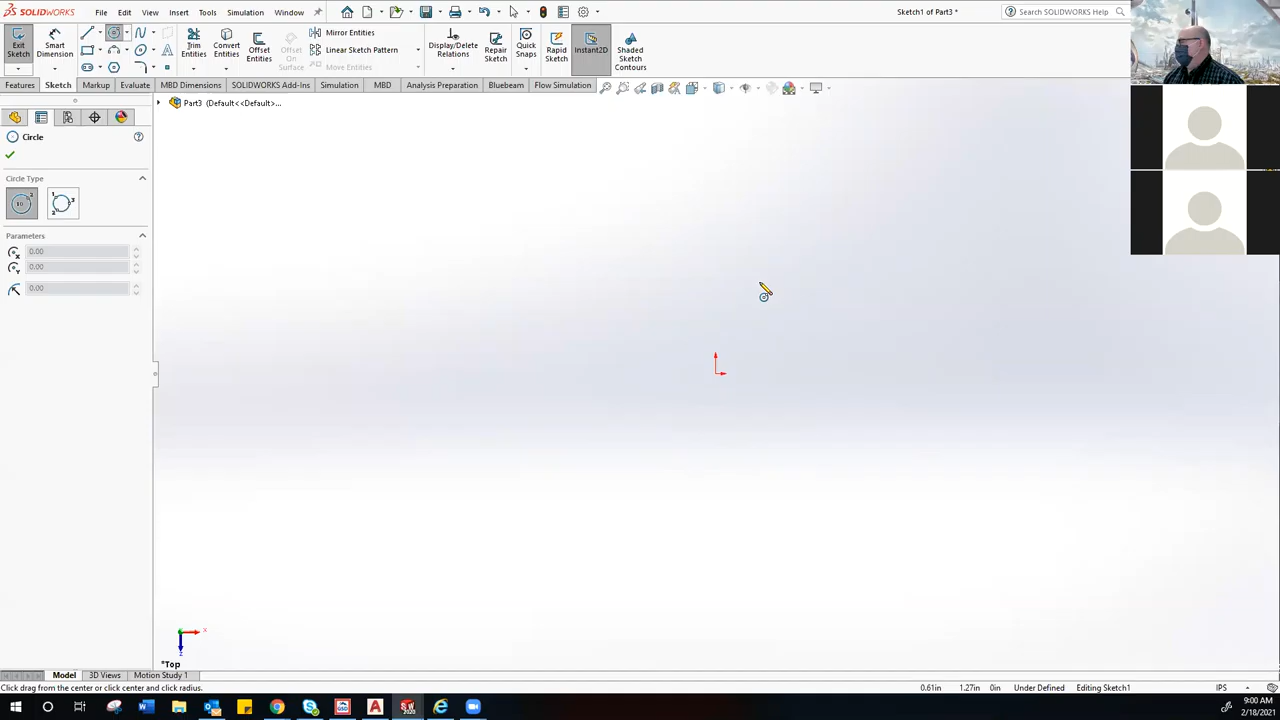 SOLIDWORKS File Edit View Insert Tools Simulation Window Sketch1 of Part3 * Search SOLIDWORKS Help
Exit Sketch Smart Dimension Trim Entities Convert Entities Offset Entities Offset On Surface Mirror Entities Display/Delete Relations Repair Sketch Quick Snaps Rapid Sketch Instant2D Shaded Sketch Contours
Linear Sketch Pattern
Move Entities
Features Sketch Markup Evaluate MBD Dimensions SOLIDWORKS Add-Ins Simulation MBD Analysis Preparation Bluebeam Flow Simulation
Part3 (Default<<Default>...
Circle
Circle Type
Parameters
0.00
0.00
0.00
*Top
Model 3D Views Motion Study 1
Click drag from the center or click center and click radius. 0.61in 1.27in 0in Under Defined Editing Sketch1 IPS
9:00 AM
2/18/2021